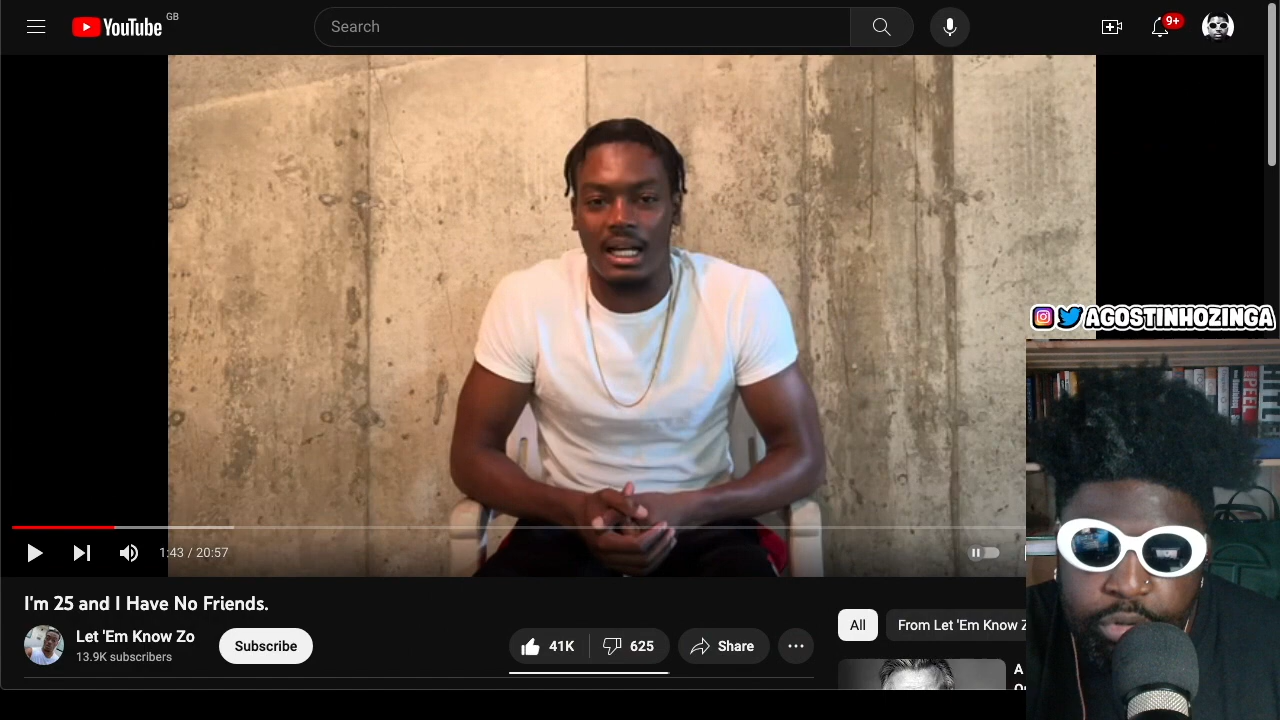 YouTube GB
Search
9+
AGOSTINHOZINGA
PEEL
1:43 / 20:57
I'm 25 and I Have No Friends.
Let 'Em Know Zo
13.9K subscribers
Subscribe
41K
625
Share
All
From Let 'Em Know Z
A